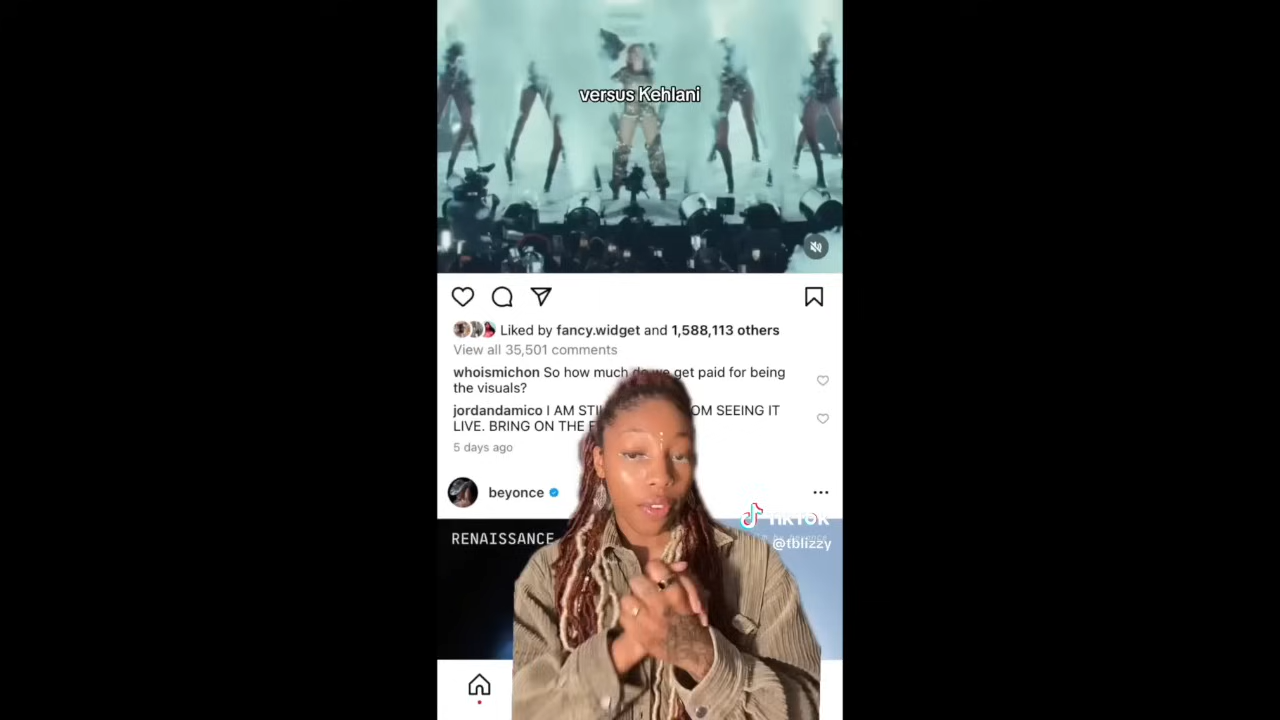 versus Kehlani
Liked by fancy.widget and 1,588,113 others
View all 35,501 comments
whoismichon So how much do we get paid for being
the visuals?
jordandamico I AM STI OM SEEING IT
LIVE. BRING ON THE
5 days ago
beyonce
RENAISSANCE
TikTok
@tblizzy